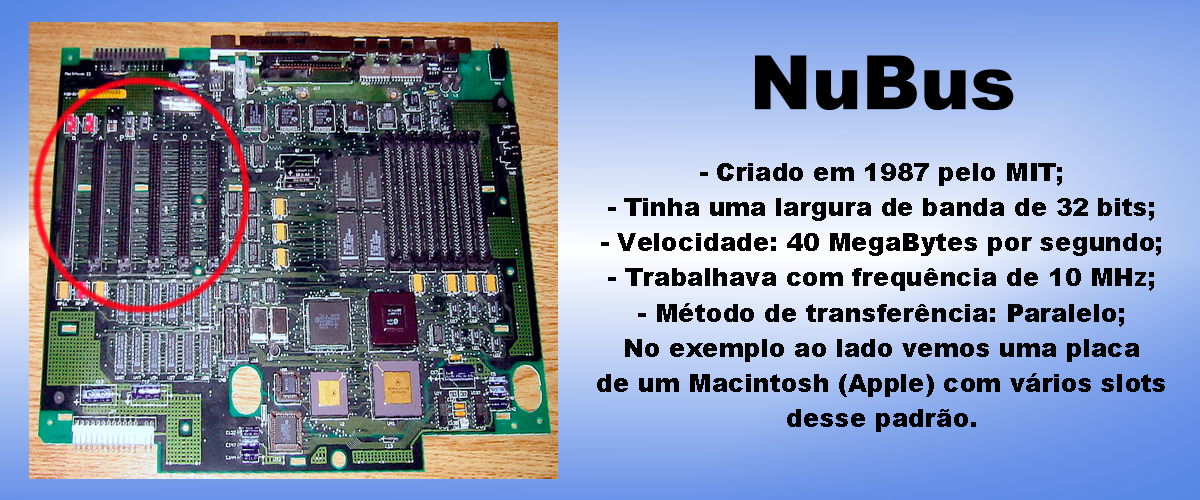 NuBus
- Criado em 1987 pelo MIT;
- Tinha uma largura de banda de 32 bits;
- Velocidade: 40 MegaBytes por segundo;
- Trabalhava com frequência de 10 MHz;
- Método de transferência: Paralelo;
No exemplo ao lado vemos uma placa
de um Macintosh (Apple) com vários slots
desse padrão.
Macintosh II